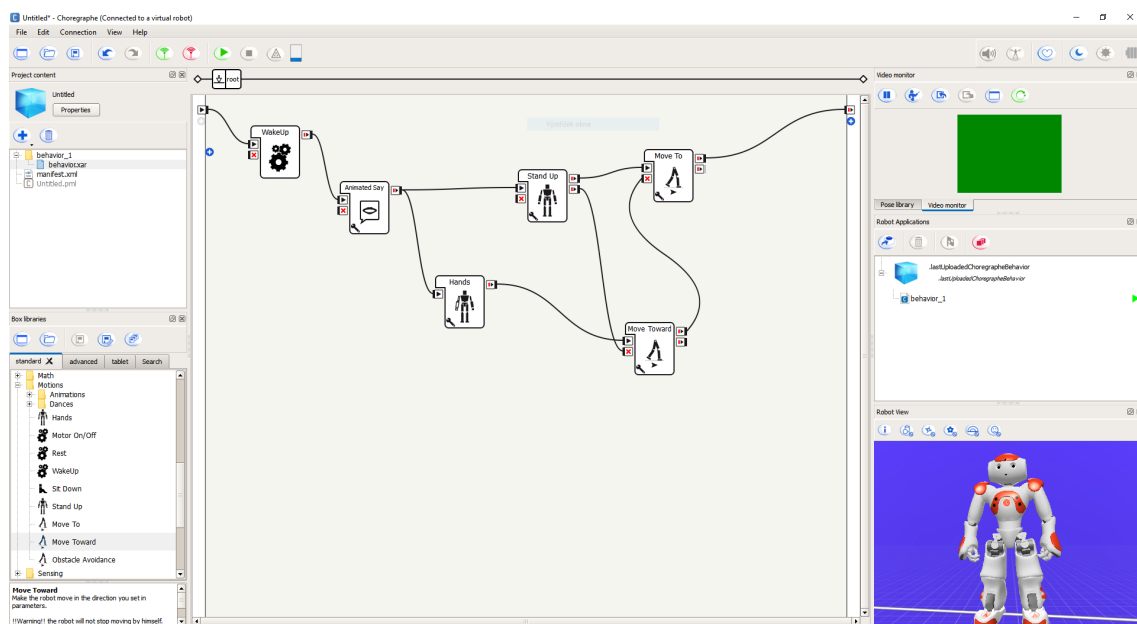 Untitled* - Choregraphe (Connected to a virtual robot)
File Edit Connection View Help
Project content
Untitled
Properties
behavior_1
behavior.xar
manifest.xml
Untitled.pml
Box libraries
standard advanced tablet Search
Math
Motions
Animations
Dances
Hands
Motor On/Off
Rest
WakeUp
Sit Down
Stand Up
Move To
Move Toward
Obstacle Avoidance
Sensing
Move Toward
Make the robot move in the direction you set in
parameters.
!!Warning!! the robot will not stop moving by himself.
root
WakeUp
Animated Say
Stand Up
Move To
Hands
Move Toward
Video monitor
Pose library Video monitor
Robot Applications
.lastUploadedChoregrapheBehavior
.lastUploadedChoregrapheBehavior
behavior_1
Robot View